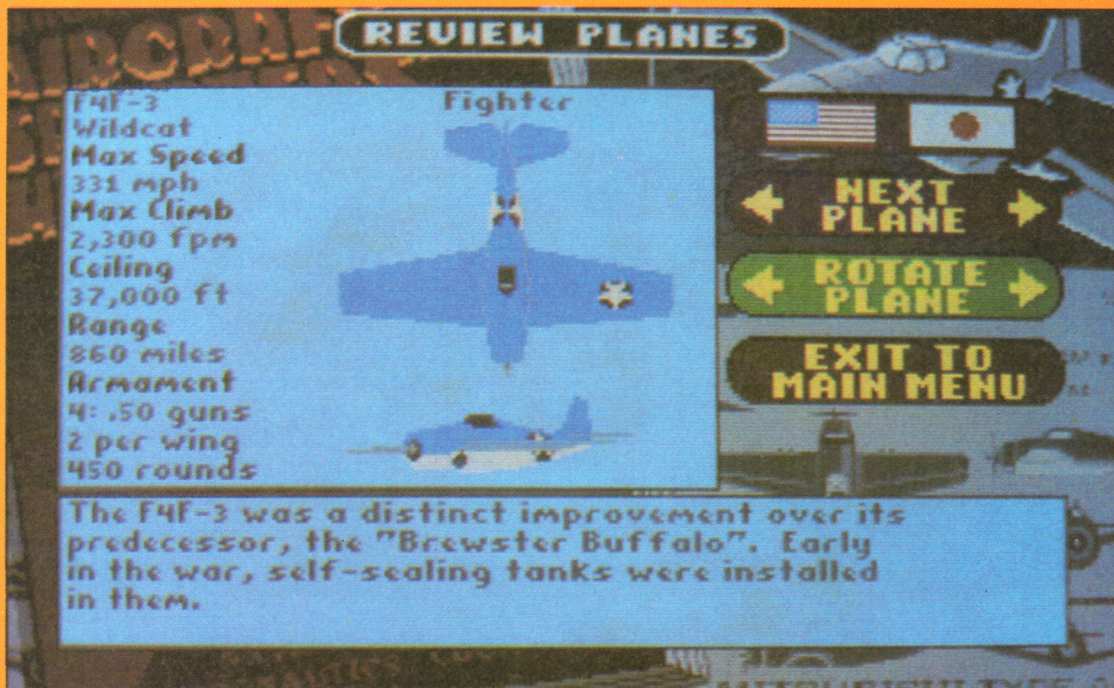 REVIEW PLANES
F4F-3
Fighter
Wildcat
Max Speed
331 mph
Max Climb
2,300 fpm
Ceiling
37,000 ft
Range
860 miles
Armament
4: .50 guns
2 per wing
450 rounds
NEXT
PLANE
ROTATE
PLANE
EXIT TO
MAIN MENU
The F4F-3 was a distinct improvement over its
predecessor, the "Brewster Buffalo". Early
in the war, self-sealing tanks were installed
in them.